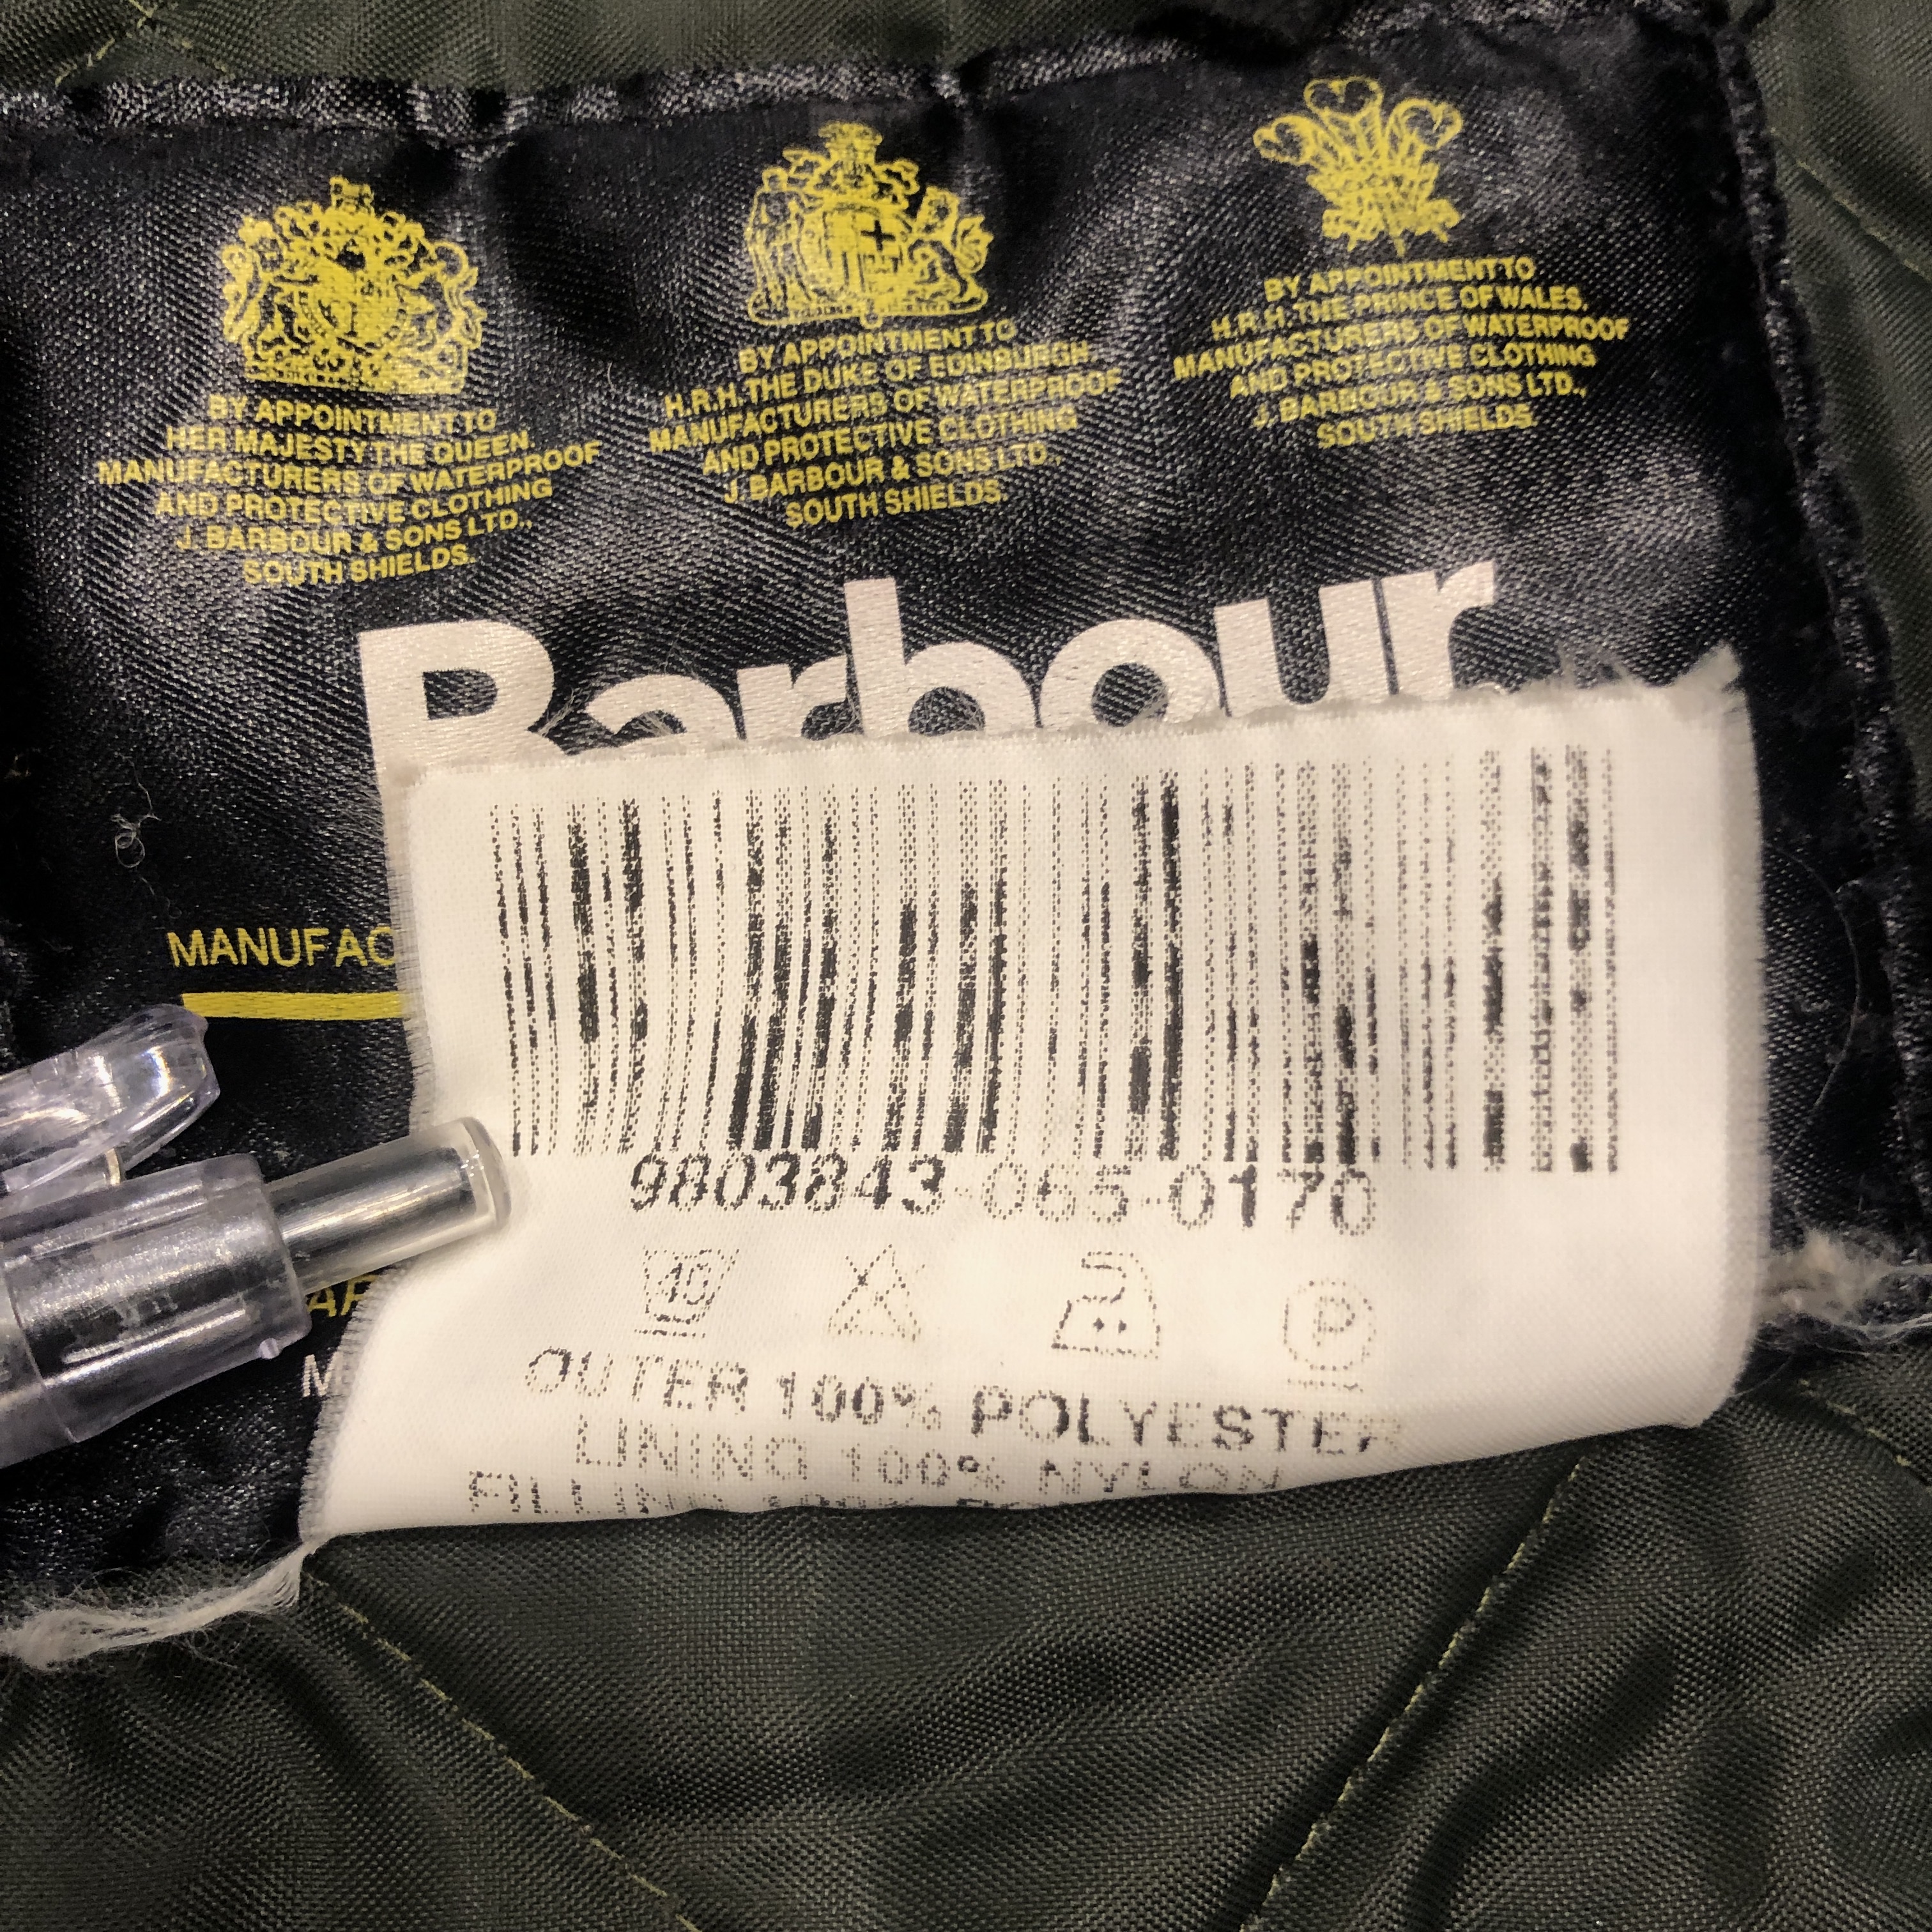 BY APPOINTMENT TO
HER MAJESTY THE QUEEN.
MANUFACTURERS OF WATERPROOF
AND PROTECTIVE CLOTHING
J. BARBOUR & SONS LTD.,
SOUTH SHIELDS.
BY APPOINTMENT TO
H.R.H. THE DUKE OF EDINBURGH.
MANUFACTURERS OF WATERPROOF
AND PROTECTIVE CLOTHING
J. BARBOUR & SONS LTD.,
SOUTH SHIELDS.
BY APPOINTMENT TO
H.R.H. THE PRINCE OF WALES.
MANUFACTURERS OF WATERPROOF
AND PROTECTIVE CLOTHING
J. BARBOUR & SONS LTD.,
SOUTH SHIELDS.
Barbour
MANUFAC
9803843-065-0170
40
P
OUTER 100% POLYESTER
LINING 100% NYLON
FILLING 100%